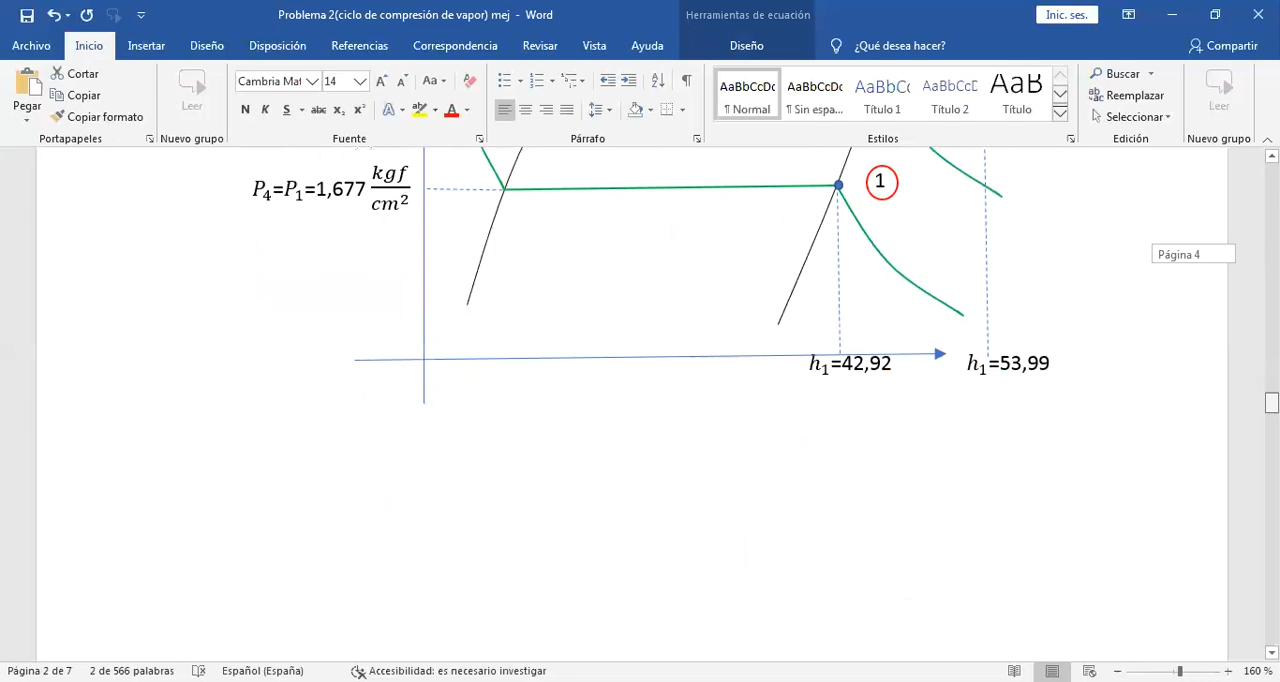 Problema 2(ciclo de compresión de vapor) mej - Word
Herramientas de ecuación
Inic. ses.
Archivo Inicio Insertar Diseño Disposición Referencias Correspondencia Revisar Vista Ayuda Diseño ¿Qué desea hacer? Compartir
Pegar
Cortar
Copiar
Copiar formato
Portapapeles
Leer
Nuevo grupo
Cambria Mat 14
N K S abc x₂ x² A A
Fuente
Párrafo
AaBbCcDc AaBbCcDc AaBbCc AaBbCcD AaB
¶ Normal ¶ Sin espa... Título 1 Título 2 Título
Estilos
Buscar
Reemplazar
Seleccionar
Edición
Leer
Nuevo grupo
P₄=P₁=1,677 kgf/cm²
1
Página 4
h₁=42,92 h₁=53,99
Página 2 de 7 2 de 566 palabras Español (España) Accesibilidad: es necesario investigar 160 %